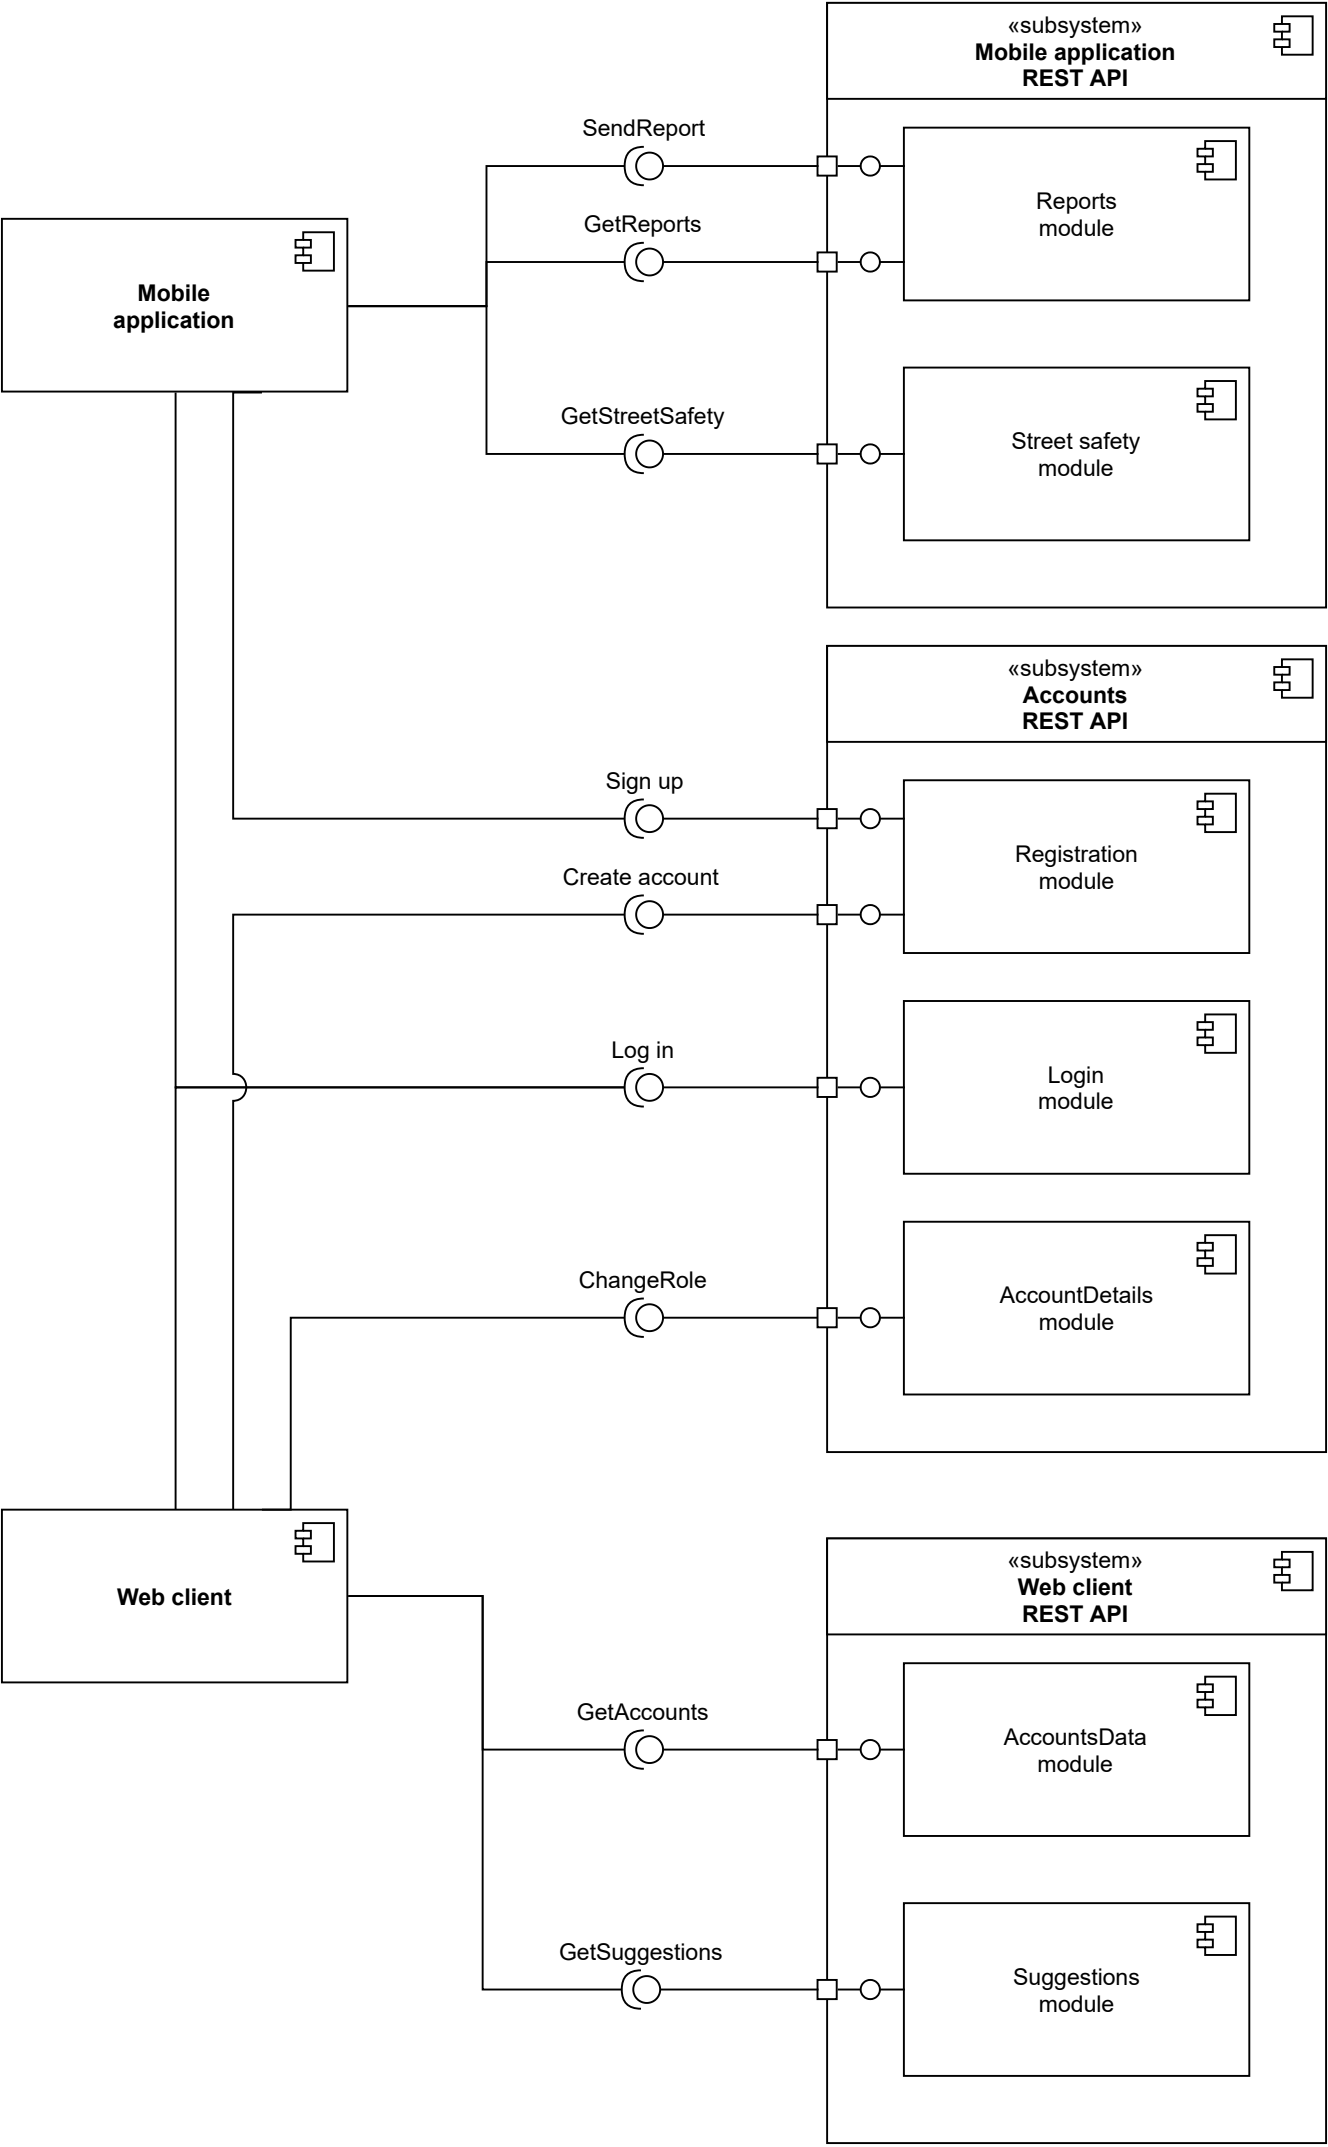 «subsystem»
Mobile application
REST API
SendReport
Reports
module
GetReports
Mobile
application
GetStreetSafety
Street safety
module
«subsystem»
Accounts
REST API
Sign up
Registration
module
Create account
Log in
Login
module
ChangeRole
AccountDetails
module
Web client
«subsystem»
Web client
REST API
GetAccounts
AccountsData
module
GetSuggestions
Suggestions
module